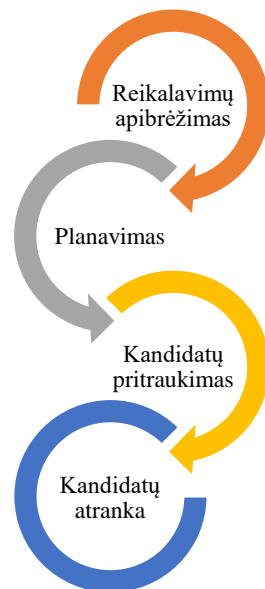 Reikalavimų
apibrėžimas
Planavimas
Kandidatų
pritraukimas
Kandidatų
atranka